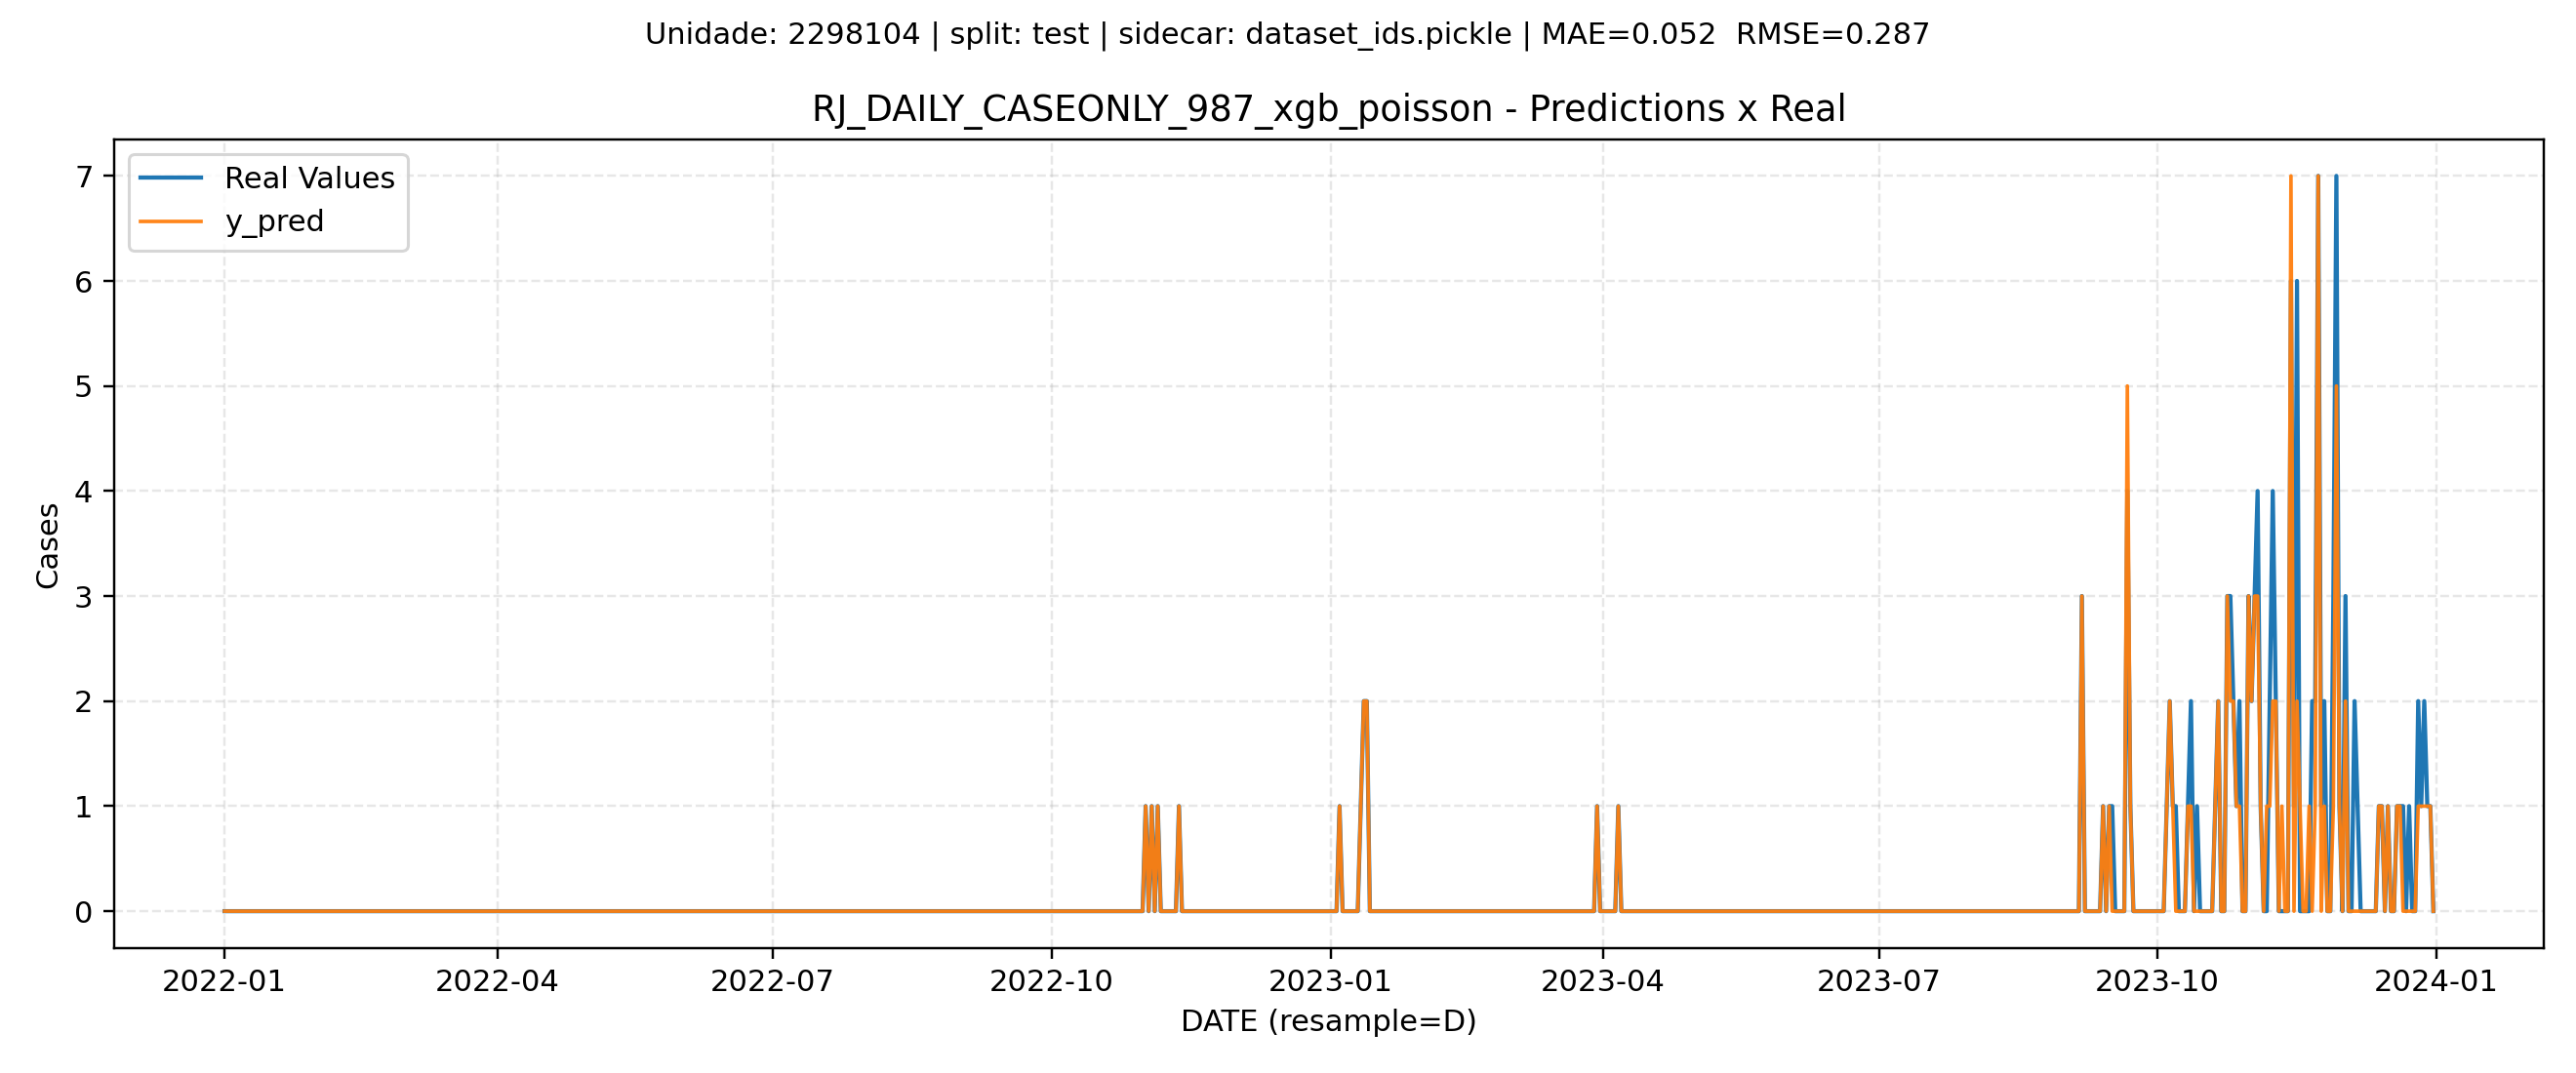 Unidade: 2298104 | split: test | sidecar: dataset_ids.pickle | MAE=0.052  RMSE=0.287
RJ_DAILY_CASEONLY_987_xgb_poisson - Predictions x Real
Real Values
y_pred
7
6
5
4
3
2
1
0
Cases
2022-01
2022-04
2022-07
2022-10
2023-01
2023-04
2023-07
2023-10
2024-01
DATE (resample=D)